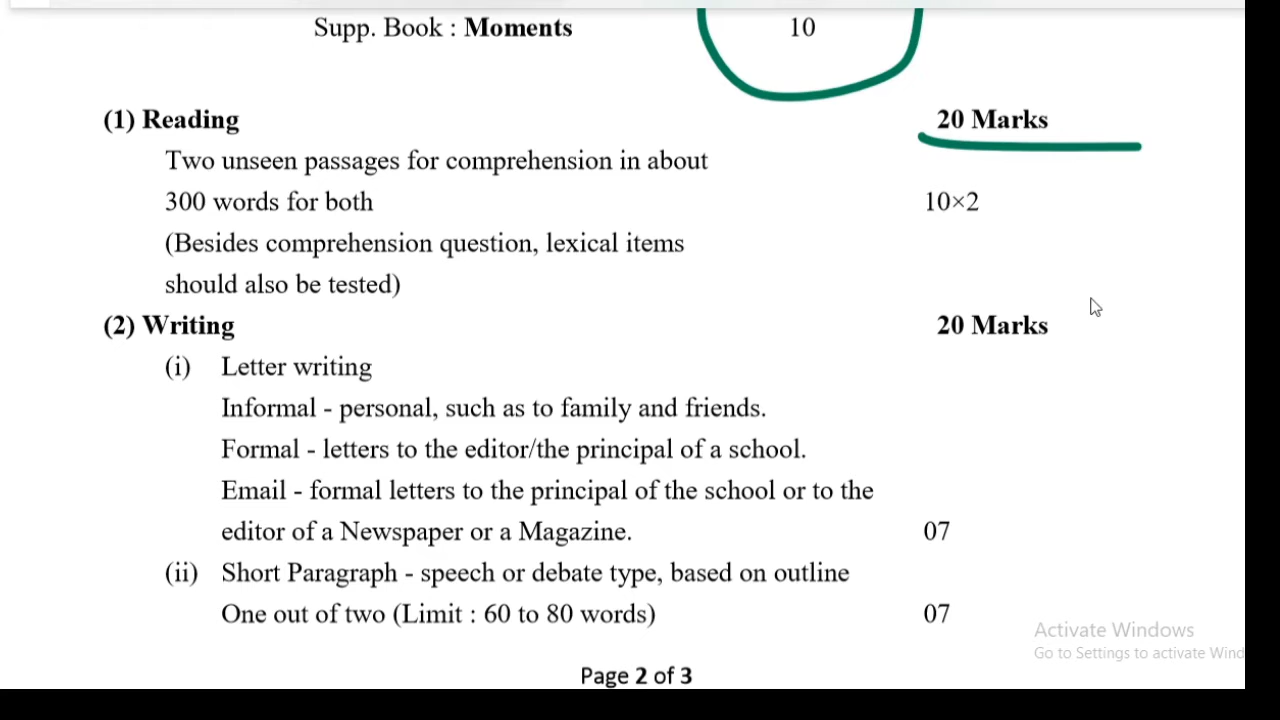 Supp. Book : Moments 10
(1) Reading 20 Marks
Two unseen passages for comprehension in about
300 words for both 10×2
(Besides comprehension question, lexical items
should also be tested)
(2) Writing 20 Marks
(i) Letter writing
Informal - personal, such as to family and friends.
Formal - letters to the editor/the principal of a school.
Email - formal letters to the principal of the school or to the
editor of a Newspaper or a Magazine. 07
(ii) Short Paragraph - speech or debate type, based on outline
One out of two (Limit : 60 to 80 words) 07
Activate Windows
Go to Settings to activate Wind
Page 2 of 3